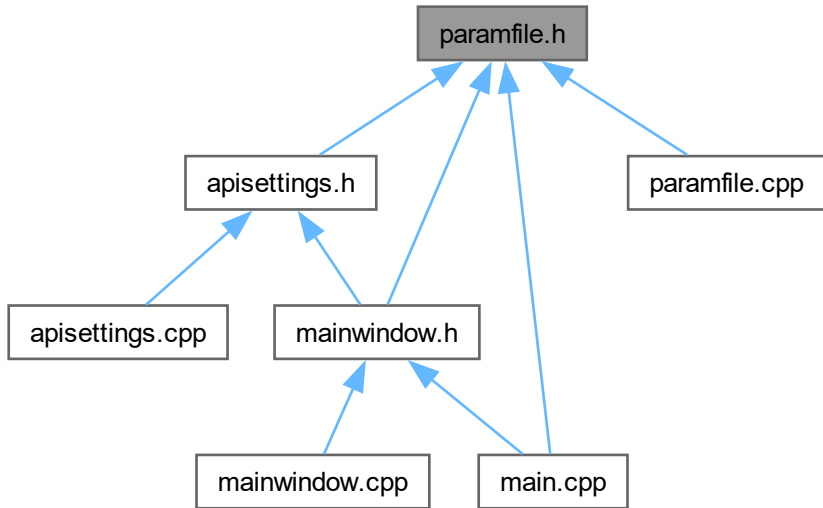 paramfile.h
apisettings.h
paramfile.cpp
apisettings.cpp
mainwindow.h
mainwindow.cpp
main.cpp